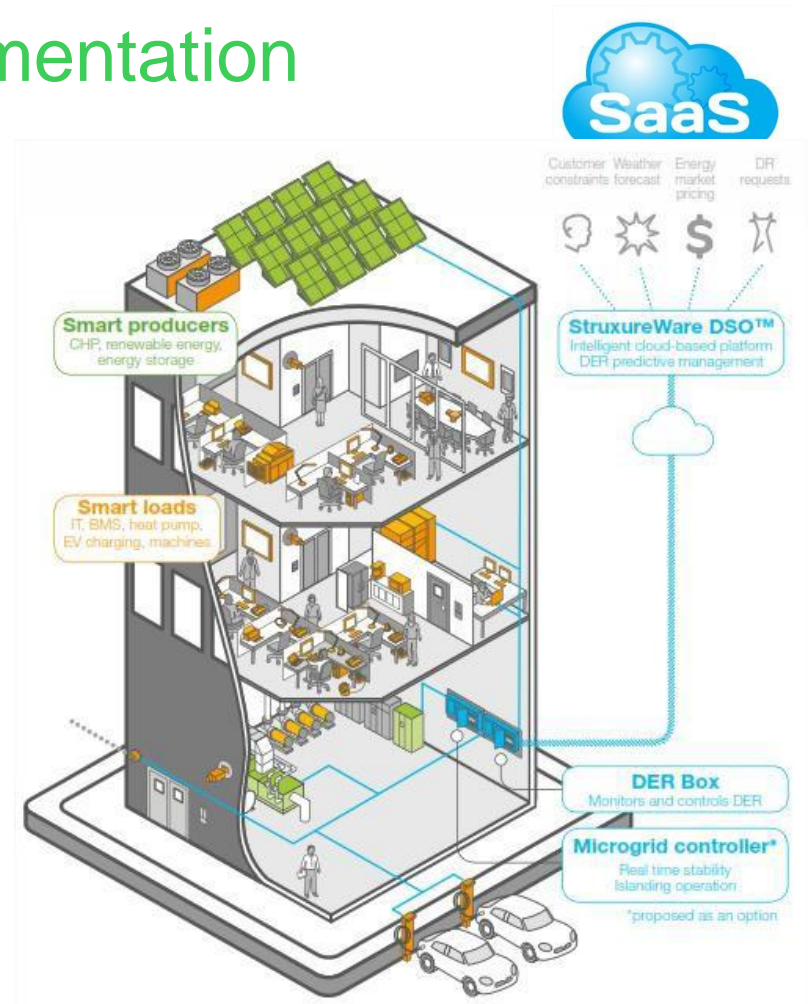 mentation
SaaS
Customer constraints
Weather forecast
Energy market pricing
DR requests
$
Smart producers
CHP, renewable energy,
energy storage
StruxureWare DSO™
Intelligent cloud-based platform
DER predictive management
Smart loads
IT, BMS, heat pump,
EV charging, machines
DER Box
Monitors and controls DER
Microgrid controller*
Real time stability
Islanding operation
*proposed as an option